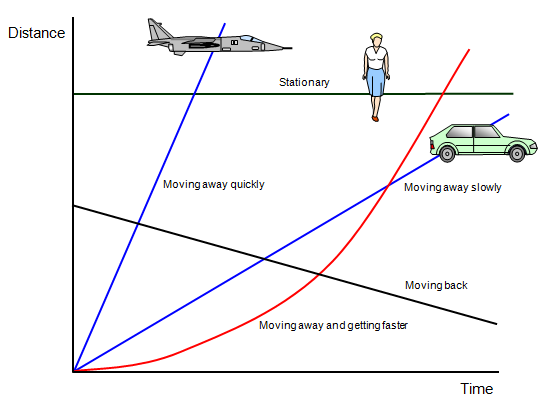 Distance
Stationary
Moving away quickly
Moving away slowly
Moving back
Moving away and getting faster
Time